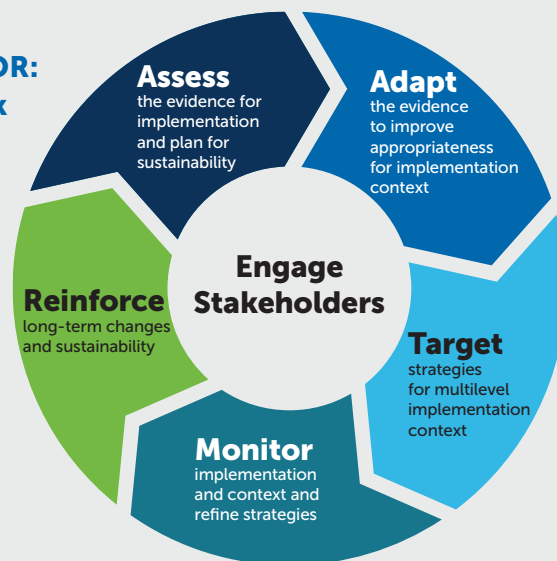 OR:
Assess
the evidence for
implementation
and plan for
sustainability
Adapt
the evidence
to improve
appropriateness
for implementation
context
Target
strategies
for multilevel
implementation
context
Monitor
implementation
and context and
refine strategies
Reinforce
long-term changes
and sustainability
Engage
Stakeholders